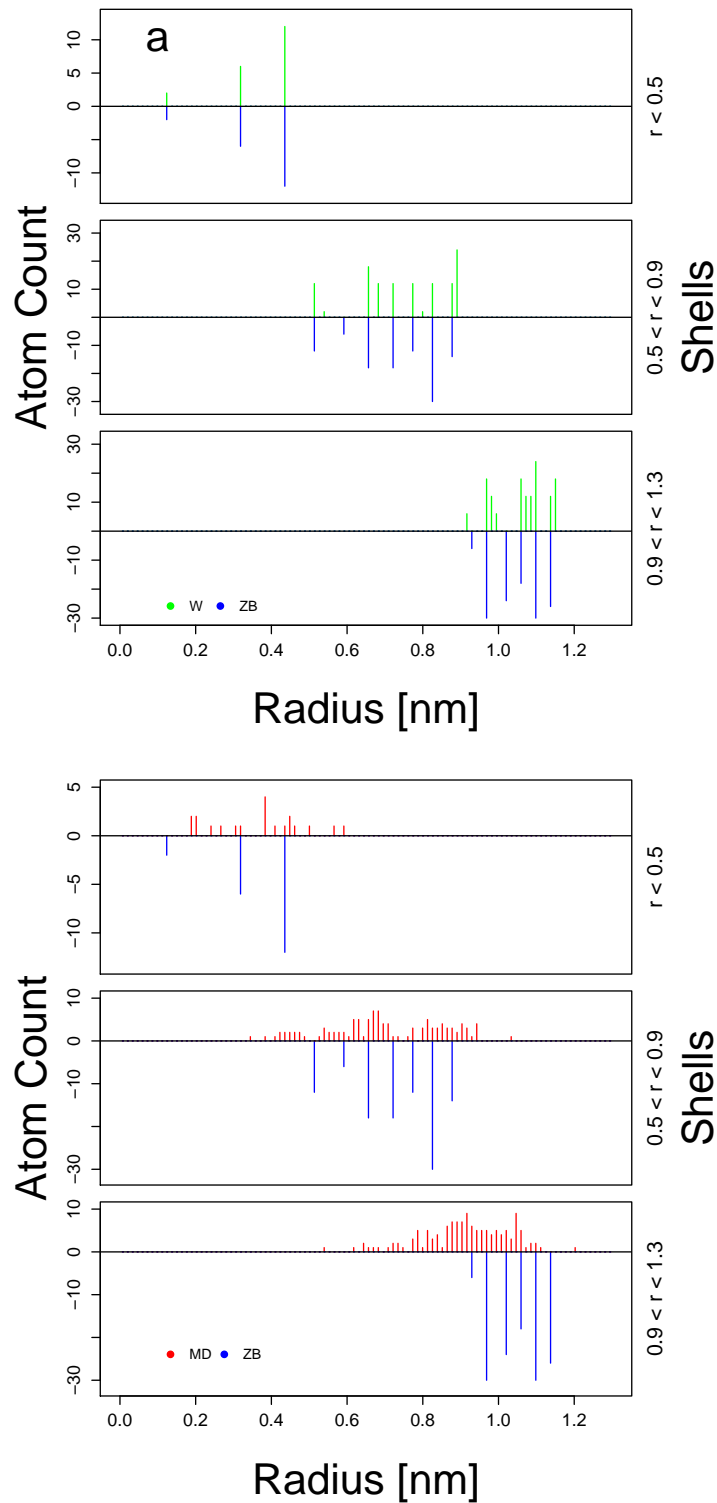 a
10
5
0
−10
r < 0.5
30
10
−10
−30
0.5 < r < 0.9
30
10
−10
−30
0.9 < r < 1.3
W ZB
0.0 0.2 0.4 0.6 0.8 1.0 1.2
Atom Count
Shells
Radius [nm]
5
0
−5
−10
r < 0.5
10
0
−10
−30
0.5 < r < 0.9
10
0
−10
−30
0.9 < r < 1.3
MD ZB
0.0 0.2 0.4 0.6 0.8 1.0 1.2
Atom Count
Shells
Radius [nm]